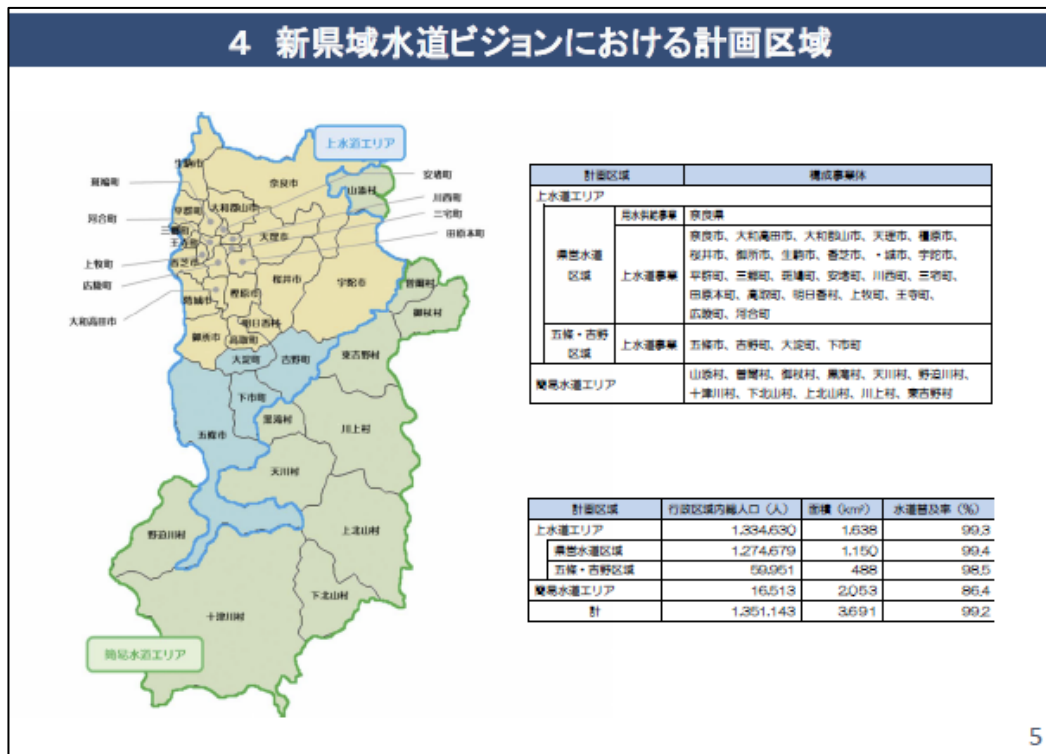 4 新県域水道ビジョンにおける計画区域
上水道エリア
生駒市
奈良市
山添村
安堵町
斑鳩町
平群町
大和郡山市
川西町
河合町
三郷町
天理市
三宅町
王寺町
田原本町
上牧町
香芝市
広陵町
桜井市
宇陀市
曽爾村
葛城市
橿原市
御杖村
大和高田市
明日香村
御所市
高取町
大淀町
吉野町
東吉野村
下市町
五條市
黒滝村
川上村
天川村
野迫川村
上北山村
下北山村
十津川村
簡易水道エリア
計画区域 構成事業体
上水道エリア
県営水道区域 用水供給事業 奈良県
上水道事業 奈良市、大和高田市、大和郡山市、天理市、橿原市、
桜井市、御所市、生駒市、香芝市、・城市、宇陀市、
平群町、三郷町、斑鳩町、安堵町、川西町、三宅町、
田原本町、高取町、明日香村、上牧町、王寺町、
広陵町、河合町
五條・吉野区域 上水道事業 五條市、吉野町、大淀町、下市町
簡易水道エリア 山添村、曽爾村、御杖村、黒滝村、天川村、野迫川村、
十津川村、下北山村、上北山村、川上村、東吉野村
計画区域 行政区域内総人口（人） 面積（km²） 水道普及率（%）
上水道エリア 1,334,630 1,638 99.3
県営水道区域 1,274,679 1,150 99.4
五條・吉野区域 59,951 488 98.5
簡易水道エリア 16,513 2,053 86.4
計 1,351,143 3,691 99.2
5